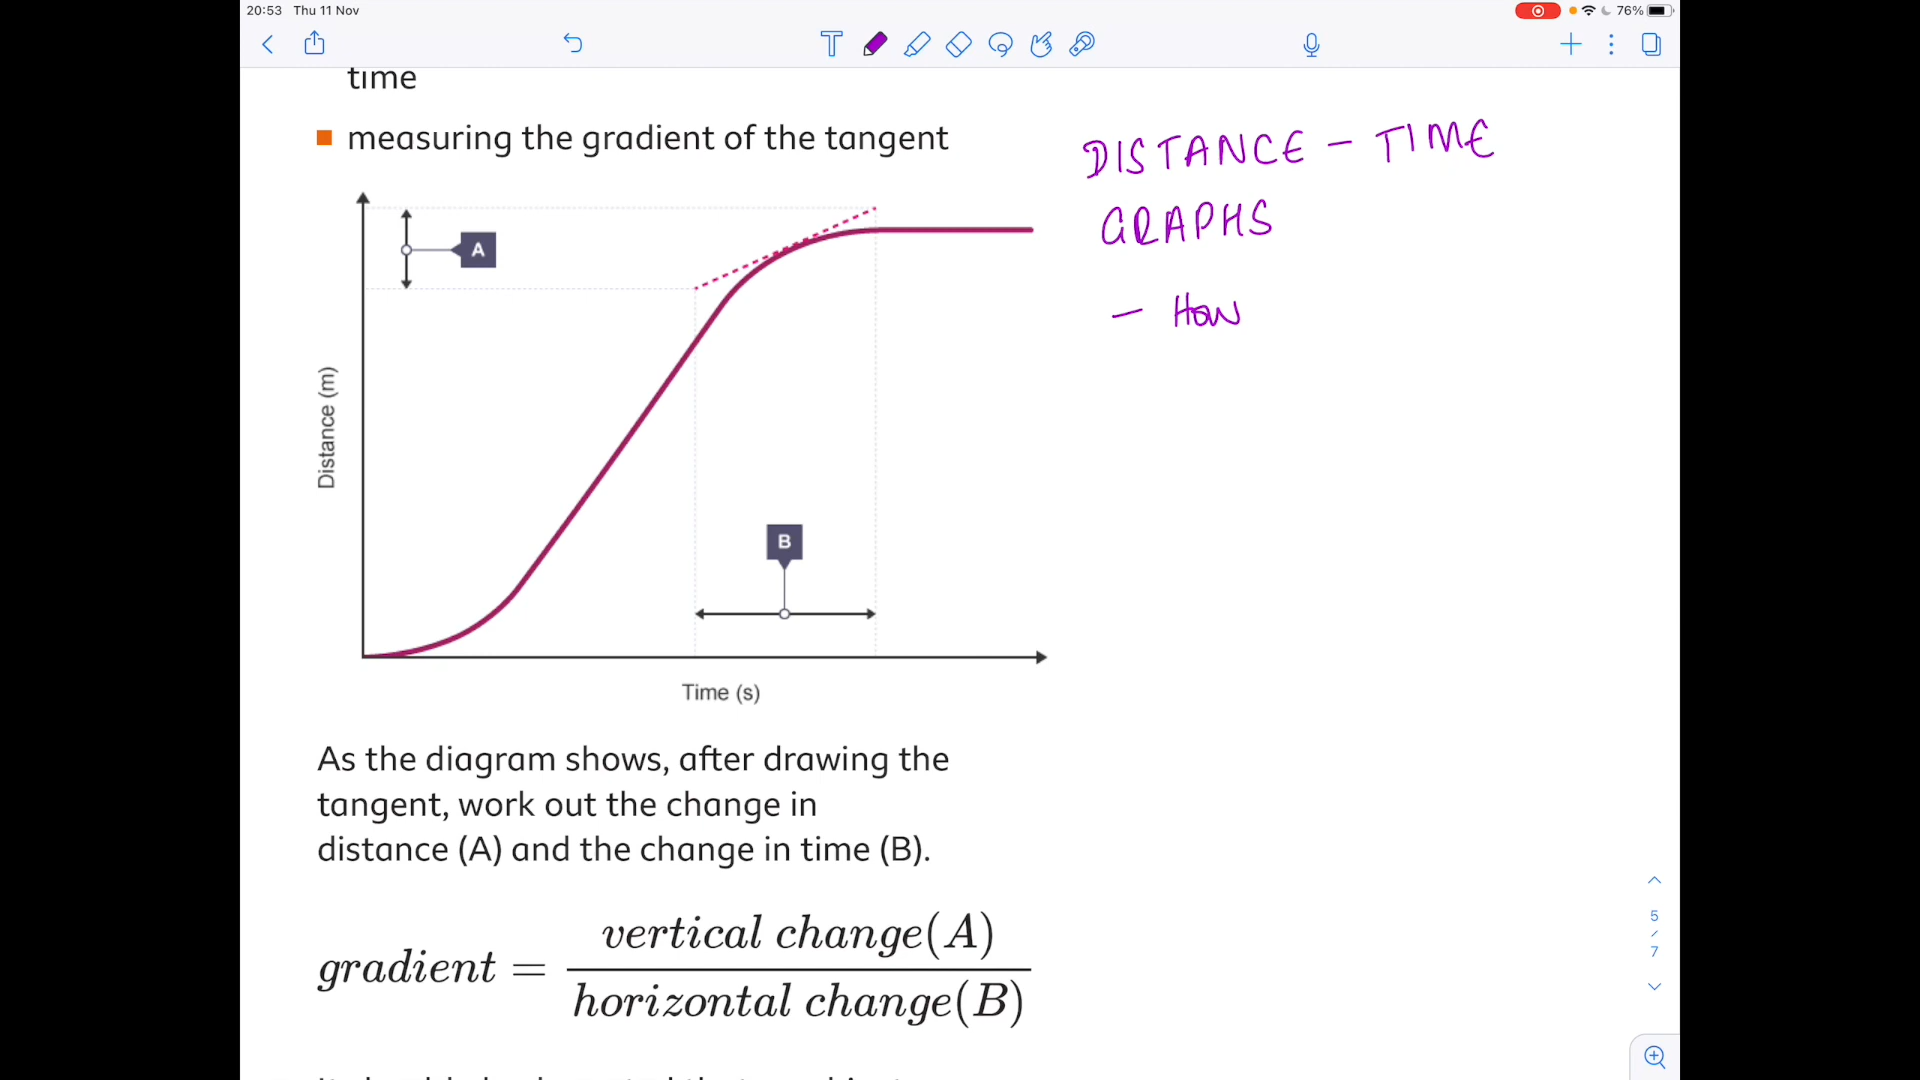 20:53 Thu 11 Nov
76%
time
measuring the gradient of the tangent
DISTANCE - TIME
GRAPHS
- How
A
Distance (m)
B
Time (s)
As the diagram shows, after drawing the
tangent, work out the change in
distance (A) and the change in time (B).
gradient = vertical change(A)
horizontal change(B)
5
/
7